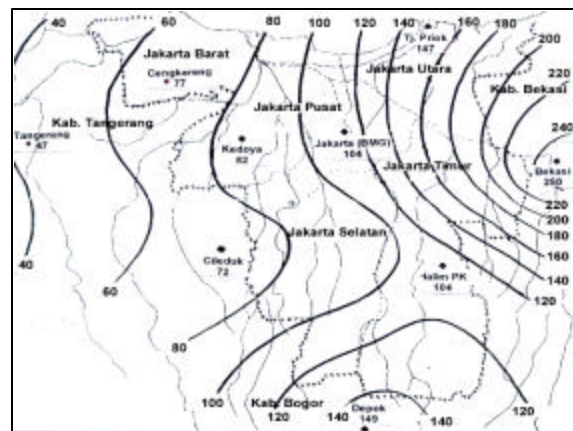 40 60 80 100 120 140 160 180
Tj. Priok
147
200
Jakarta Barat
Jakarta Utara
Cengkareng
77
220
Kab. Bekasi
Jakarta Pusat
Kab. Tangerang
240
Tangerang
47
Kedoya
82
Jakarta (BMG)
104
Jakarta Timur
Bekasi
250
220
200
180
Jakarta Selatan
Cileduk
72
160
Halim PK
104
40
140
60
120
80
100
Kab. Bogor
120
140
Depok
149
140
120